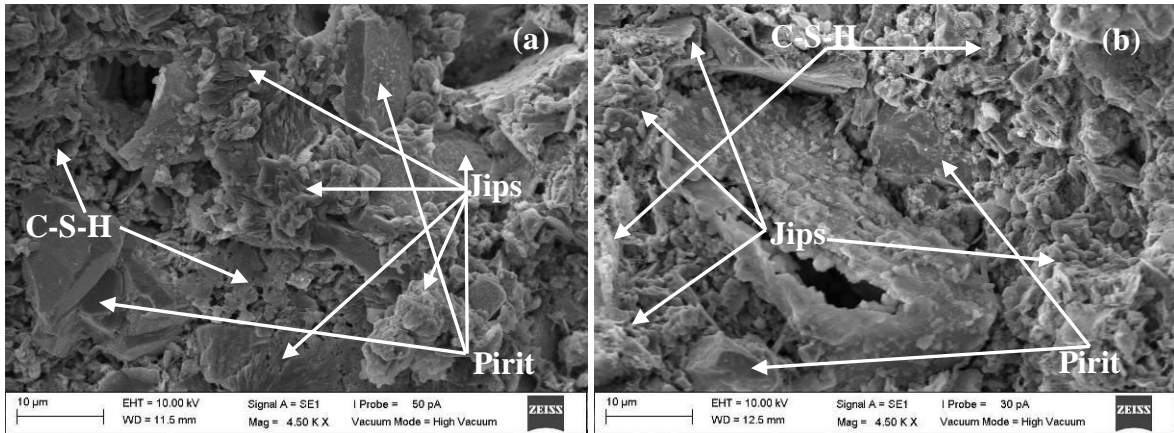 (a)
Jips
C-S-H
Pirit
10 µm
EHT = 10.00 kV
WD = 11.5 mm
Signal A = SE1
Mag = 4.50 K X
I Probe = 50 pA
Vacuum Mode = High Vacuum
ZEISS
C-S-H
(b)
Jips
Pirit
10 µm
EHT = 10.00 kV
WD = 12.5 mm
Signal A = SE1
Mag = 4.50 K X
I Probe = 30 pA
Vacuum Mode = High Vacuum
ZEISS